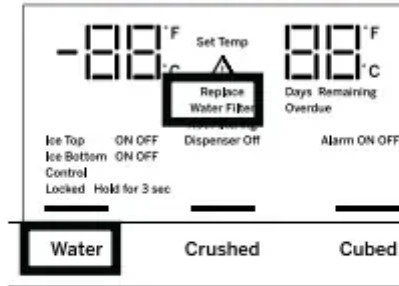 -88°F Set Temp 88°F
°C °C
Replace Days Remaining
Water Filter Overdue
Ice Top ON OFF Dispenser Off Alarm ON OFF
Ice Bottom ON OFF
Control
Locked Hold for 3 sec
Water Crushed Cubed